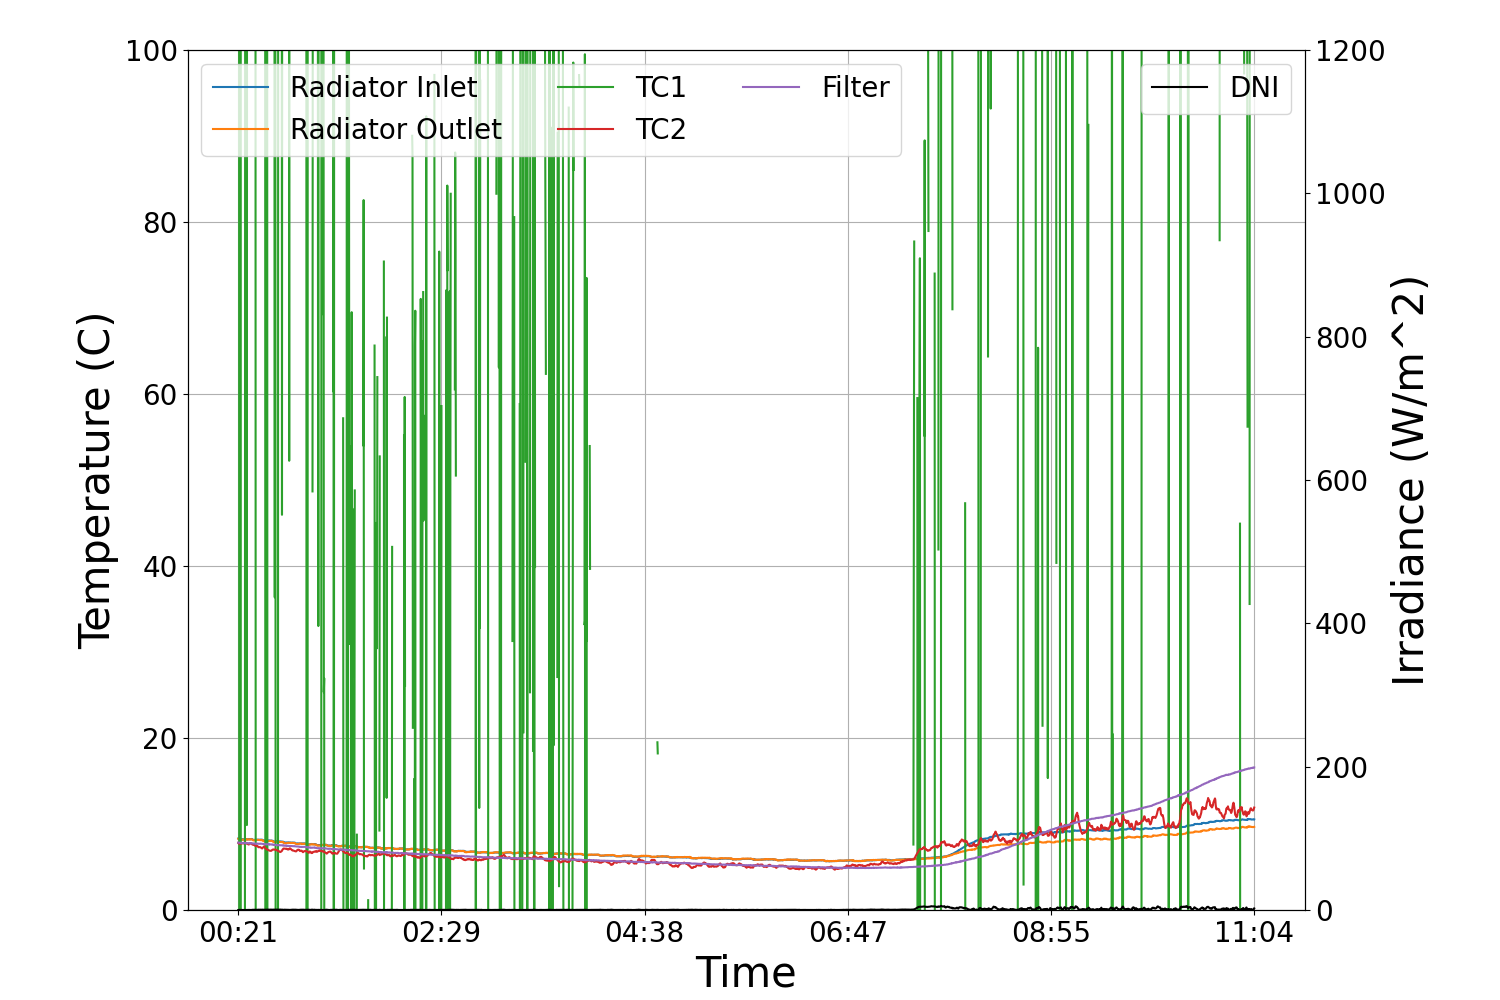 100
80
60
40
20
0
Temperature (C)
Radiator Inlet
Radiator Outlet
TC1
TC2
Filter
DNI
1200
1000
800
600
400
200
0
Irradiance (W/m^2)
00:21 02:29 04:38 06:47 08:55 11:04
Time